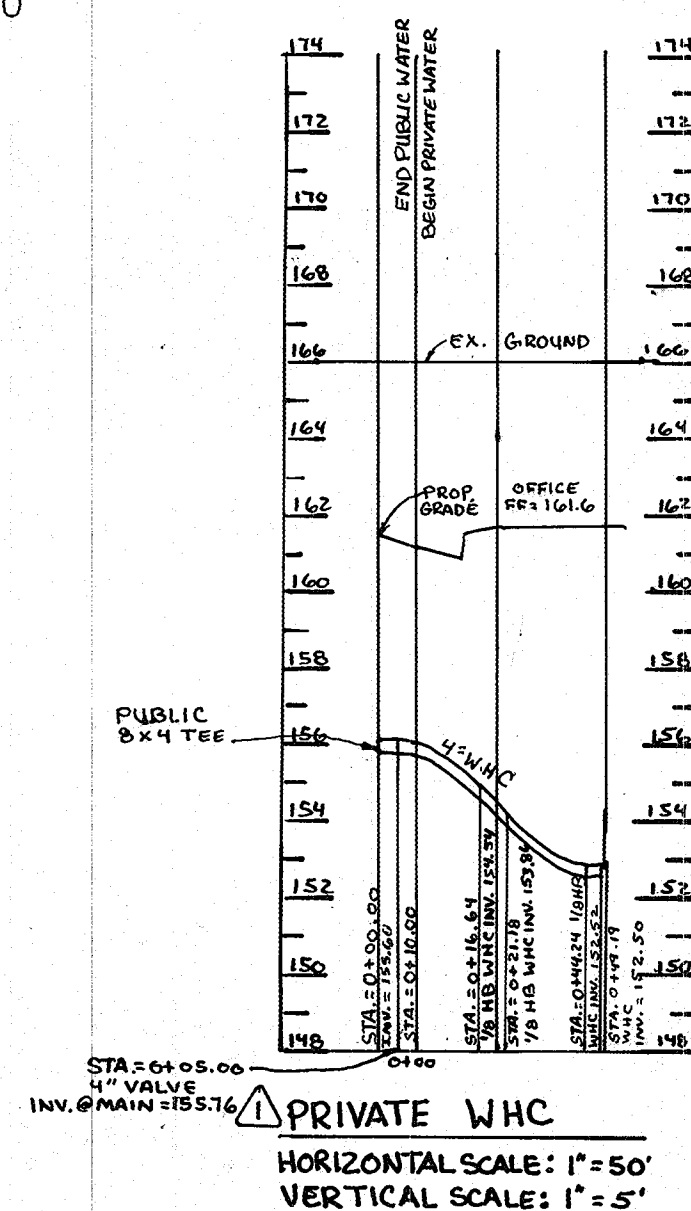 174
172
170
168
166
164
162
160
158
156
154
152
150
148
174
172
170
168
166
164
162
160
158
156
154
152
150
148
END PUBLIC WATER
BEGIN PRIVATE WATER
EX. GROUND
PROP.
GRADE
OFFICE
FF=161.6
PUBLIC
8X4 TEE
4" W.H.C
STA.=0+00.00
INV.=155.60
STA.=0+10.00
STA.=0+16.64
1/8 HB WHC INV. 154.54
STA.=0+21.18
1/8 HB WHC INV. 153.86
STA.=0+44.24 1/8 HB
WHC INV. 152.52
STA. 0+49.19
WHC
INV.=152.50
0+00
STA.=0+05.00
4" VALVE
INV.@MAIN=155.76
1
PRIVATE WHC
HORIZONTAL SCALE: 1"=50'
VERTICAL SCALE: 1"=5'